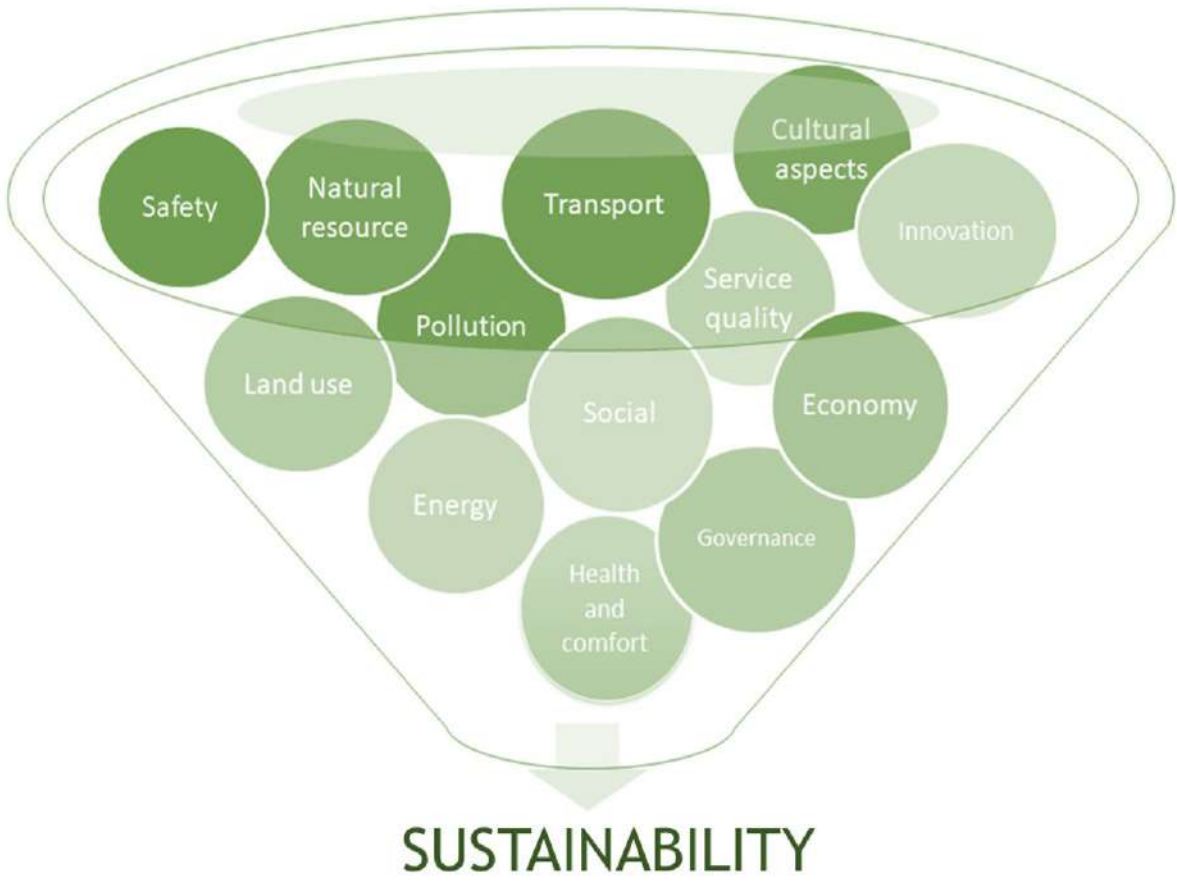 Cultural
aspects
Safety
Natural
resource
Transport
Innovation
Service
quality
Pollution
Land use
Social
Economy
Energy
Governance
Health
and
comfort
SUSTAINABILITY